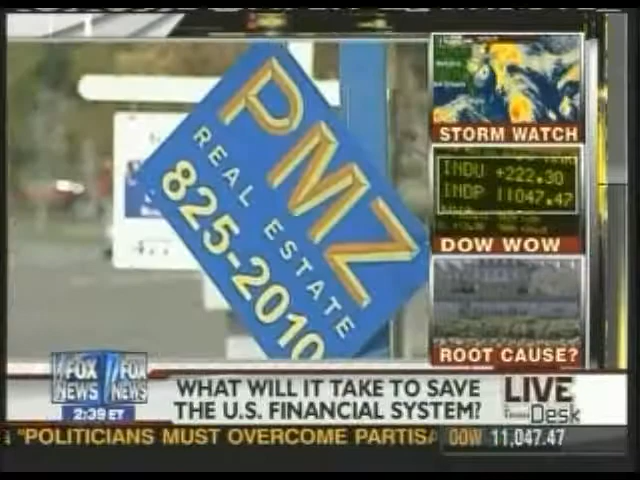 PMZ
REAL ESTATE
825-2010
STORM WATCH
INDU +222.30
INDP 11047.47
DOW WOW
ROOT CAUSE?
FOX NEWS FOX NEWS
2:39 ET
WHAT WILL IT TAKE TO SAVE
THE U.S. FINANCIAL SYSTEM?
LIVE
Desk
"POLITICIANS MUST OVERCOME PARTISA
DOW 11,047.47